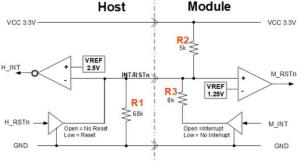 Host Module
VCC 3.3V VCC 3.3V
R2
5k
VREF
2.5V
H_INT
INT/RSTn
VREF
1.25V
M_RSTn
R3
8k
R1
68k
H_RSTn
Open = No Reset
Low = Reset
Open =Interrupt
Low = No Interrupt
M_INT
GND GND